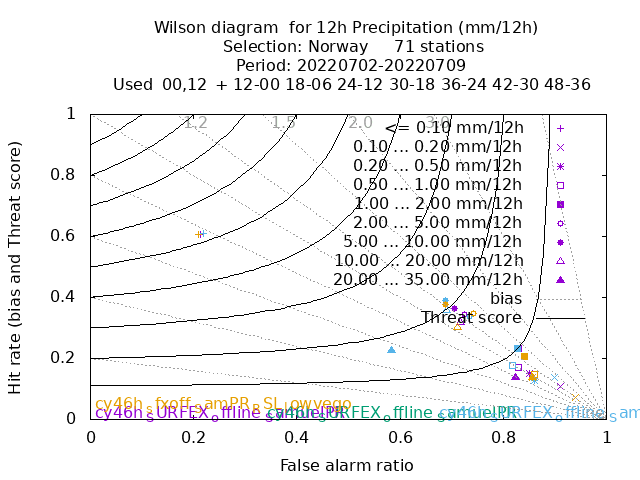 Wilson diagram for 12h Precipitation (mm/12h)
Selection: Norway 71 stations
Period: 20220702-20220709
Used 00,12 + 12-00 18-06 24-12 30-18 36-24 42-30 48-36
Hit rate (bias and Threat score)
1
0.8
0.6
0.4
0.2
0
1.2 1.5 2.0 3.0
<= 0.10 mm/12h
0.10 ... 0.20 mm/12h
0.20 ... 0.50 mm/12h
0.50 ... 1.00 mm/12h
1.00 ... 2.00 mm/12h
2.00 ... 5.00 mm/12h
5.00 ... 10.00 mm/12h
10.00 ... 20.00 mm/12h
20.00 ... 35.00 mm/12h
bias
Threat score
0 0.2 0.4 0.6 0.8 1
False alarm ratio